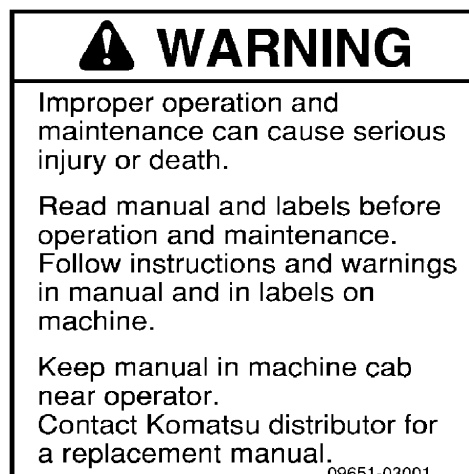 WARNING
Improper operation and
maintenance can cause serious
injury or death.
Read manual and labels before
operation and maintenance.
Follow instructions and warnings
in manual and in labels on
machine.
Keep manual in machine cab
near operator.
Contact Komatsu distributor for
a replacement manual.
09651-03001